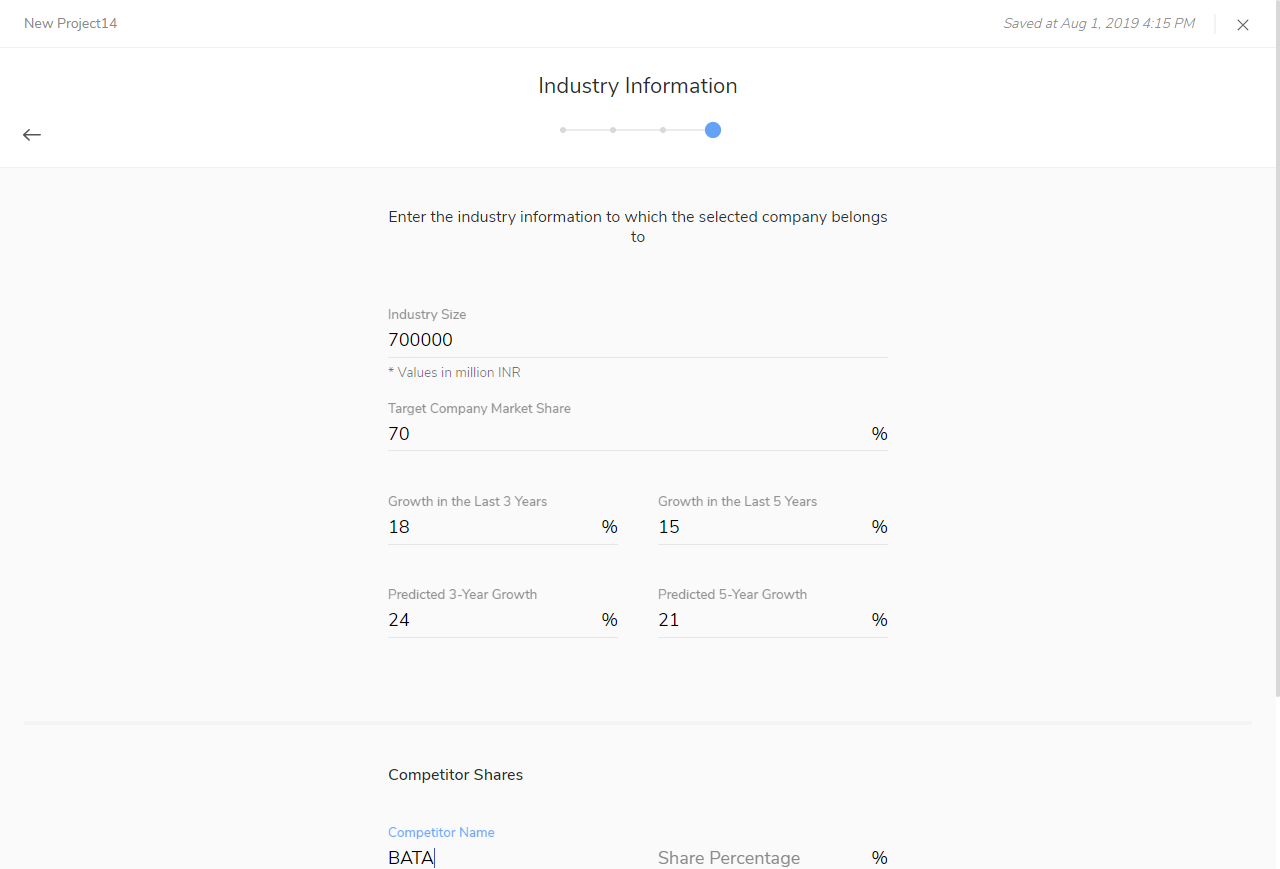 New Project14
Saved at Aug 1, 2019 4:15 PM
Industry Information
Enter the industry information to which the selected company belongs
to
Industry Size
700000
* Values in million INR
Target Company Market Share
70 %
Growth in the Last 3 Years Growth in the Last 5 Years
18 % 15 %
Predicted 3-Year Growth Predicted 5-Year Growth
24 % 21 %
Competitor Shares
Competitor Name
BATA Share Percentage %